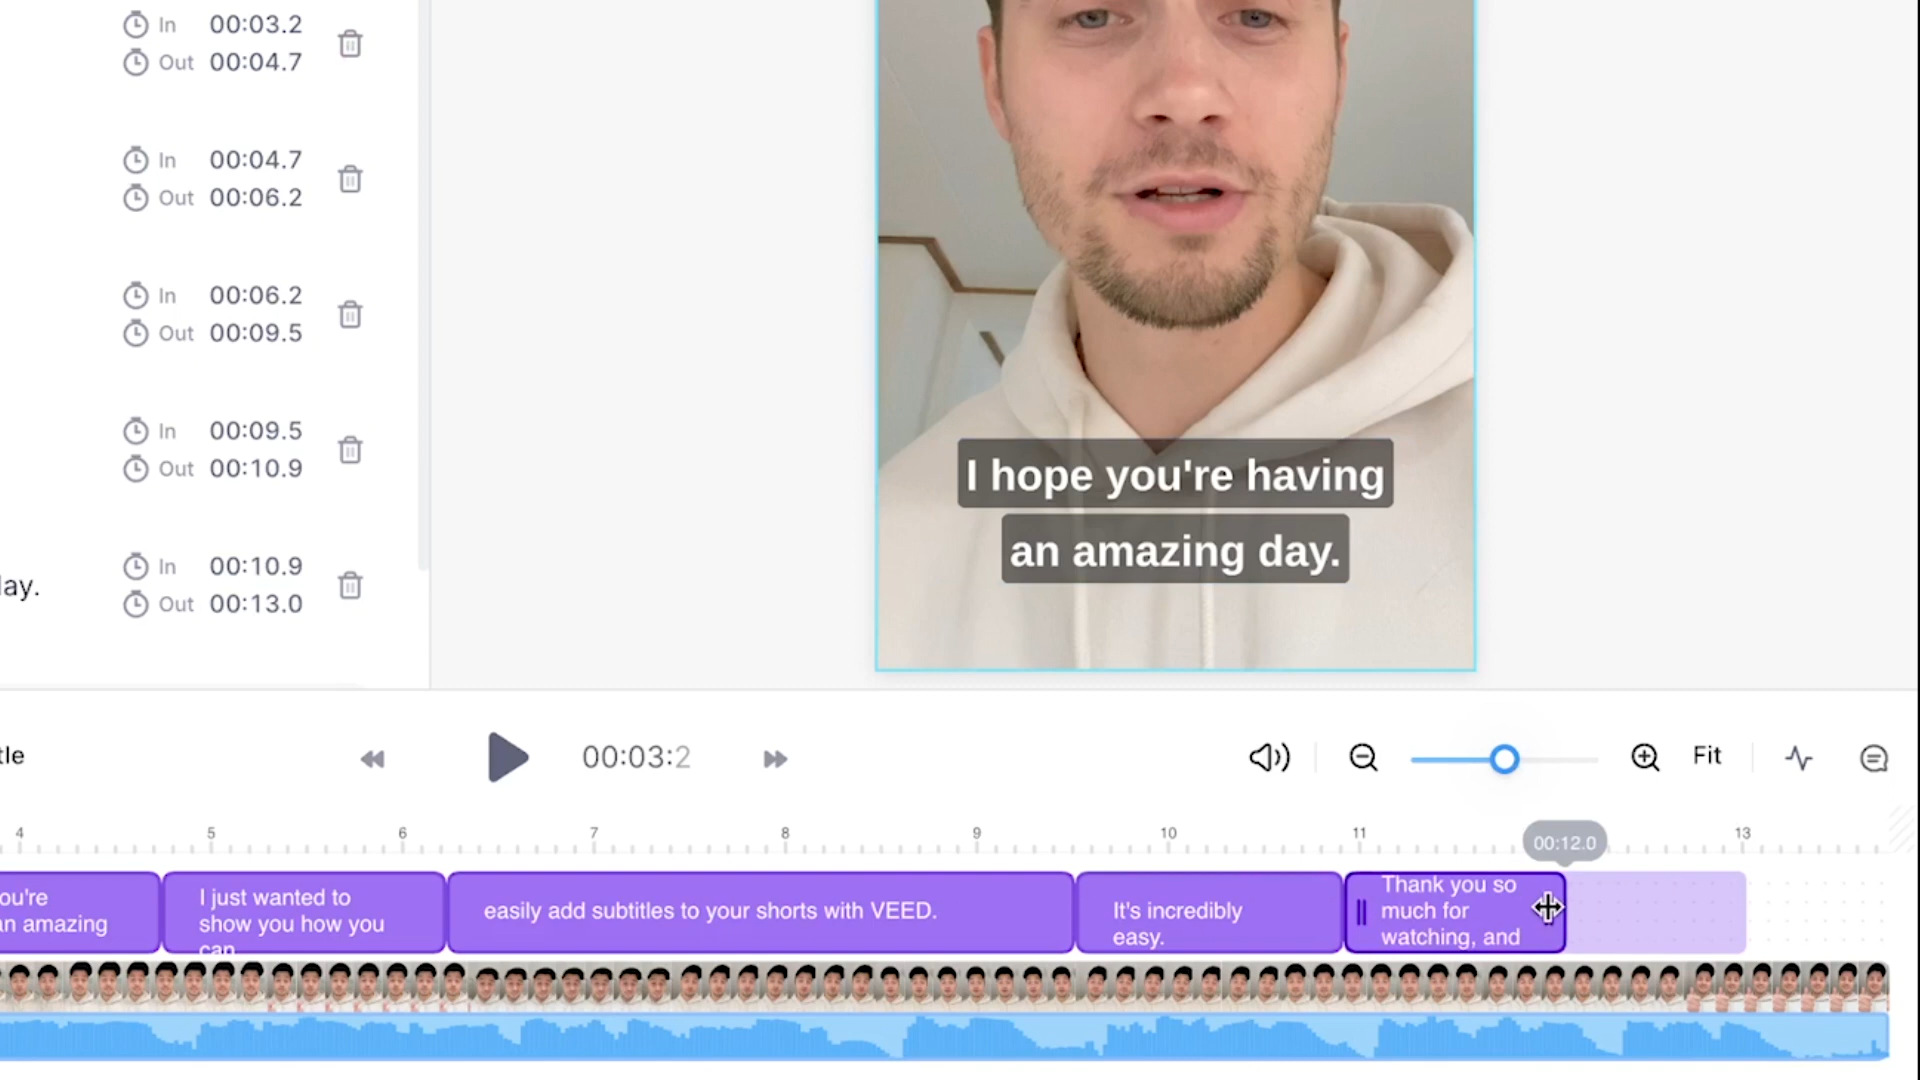 In 00:03.2
Out 00:04.7
In 00:04.7
Out 00:06.2
In 00:06.2
Out 00:09.5
In 00:09.5
Out 00:10.9
In 00:10.9
lay.
Out 00:13.0
I hope you're having
an amazing day.
tle
00:03:2
Fit
4 5 6 7 8 9 10 11 13
00:12.0
ou're
an amazing
I just wanted to
show you how you
can
easily add subtitles to your shorts with VEED.
It's incredibly
easy.
Thank you so
much for
watching, and